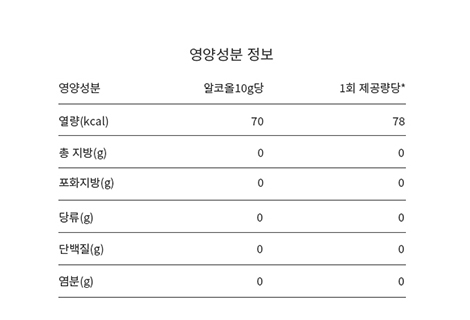 영양성분 정보
영양성분 알코올10g당 1회 제공량당*
열량(kcal) 70 78
총 지방(g) 0 0
포화지방(g) 0 0
당류(g) 0 0
단백질(g) 0 0
염분(g) 0 0